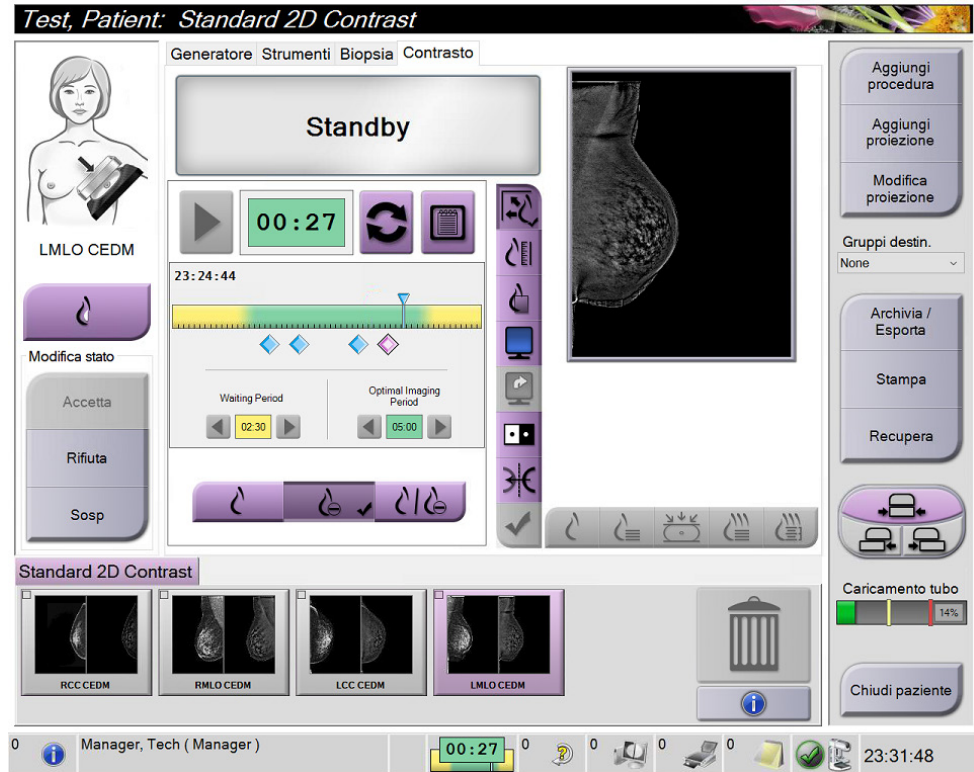 Test, Patient: Standard 2D Contrast
Generatore Strumenti Biopsia Contrasto
Standby
LMLO CEDM
00:27
23:24:44
Waiting Period
Optimal Imaging
Period
02:30
05:00
Modifica stato
Accetta
Rifiuta
Sosp
Aggiungi
procedura
Aggiungi
proiezione
Modifica
proiezione
Gruppi destin.
None
Archivia /
Esporta
Stampa
Recupera
Caricamento tubo
14%
Chiudi paziente
Standard 2D Contrast
RCC CEDM
RMLO CEDM
LCC CEDM
LMLO CEDM
0 Manager, Tech ( Manager ) 00:27 0 0 0 0 23:31:48